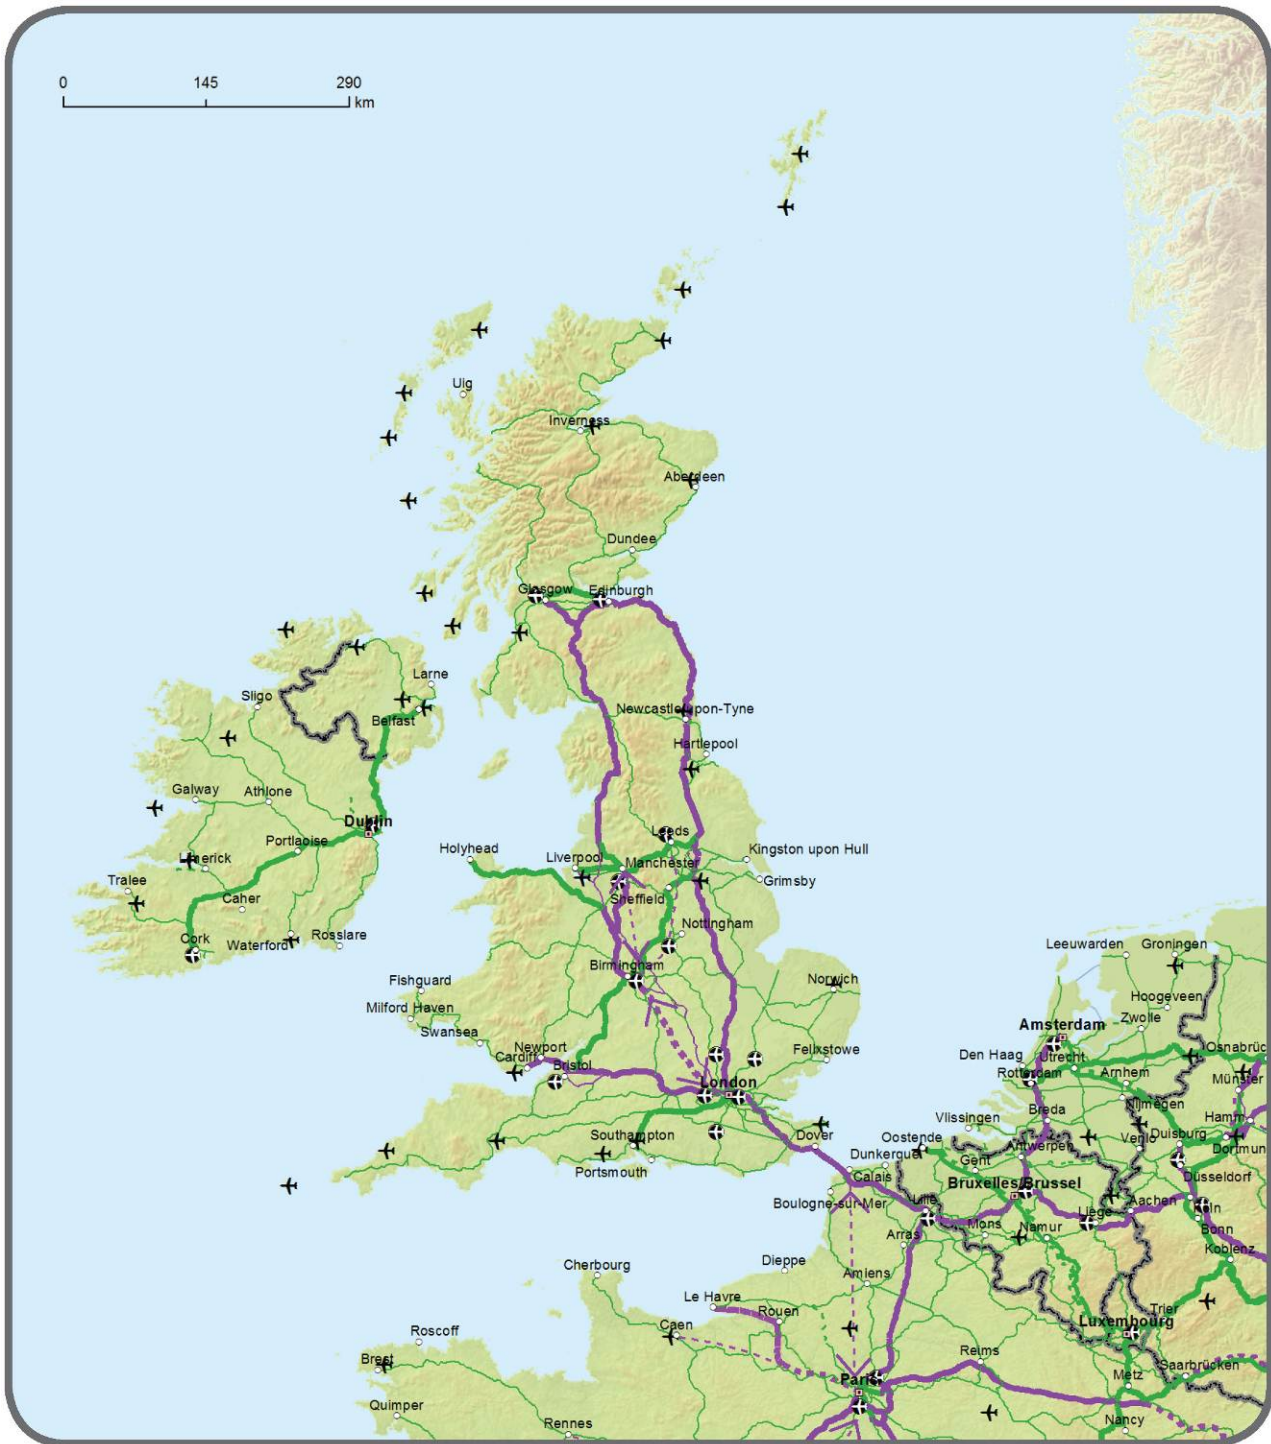 0 145 290
km
Uig
Inverness
Aberdeen
Dundee
Glasgow
Edinburgh
Larne
Sligo
Belfast
Newcastle-upon-Tyne
Hartlepool
Galway
Athlone
Dublin
Portlaoise
Leeds
Holyhead
Liverpool
Manchester
Kingston upon Hull
Limerick
Tralee
Sheffield
Grimsby
Caher
Nottingham
Cork
Waterford
Rosslare
Leeuwarden
Groningen
Birmingham
Norwich
Fishguard
Hoogeveen
Milford Haven
Zwolle
Swansea
Amsterdam
Newport
Cardiff
Bristol
Felixstowe
Den Haag
Utrecht
Osnabrüc
London
Rotterdam
Arnhem
Münster
Nijmegen
Breda
Vlissingen
Hamm
Southampton
Dover
Oostende
Antwerpen
Venlo
Duisburg
Dortmun
Portsmouth
Dunkerque
Calais
Gent
Düsseldorf
Bruxelles/Brussel
Boulogne-sur-Mer
Lille
Liege
Aachen
Köln
Arras
Mons
Namur
Bonn
Koblenz
Cherbourg
Dieppe
Amiens
Le Havre
Rouen
Caen
Trier
Luxembourg
Roscoff
Brest
Reims
Saarbrücken
Paris
Metz
Quimper
Rennes
Nancy